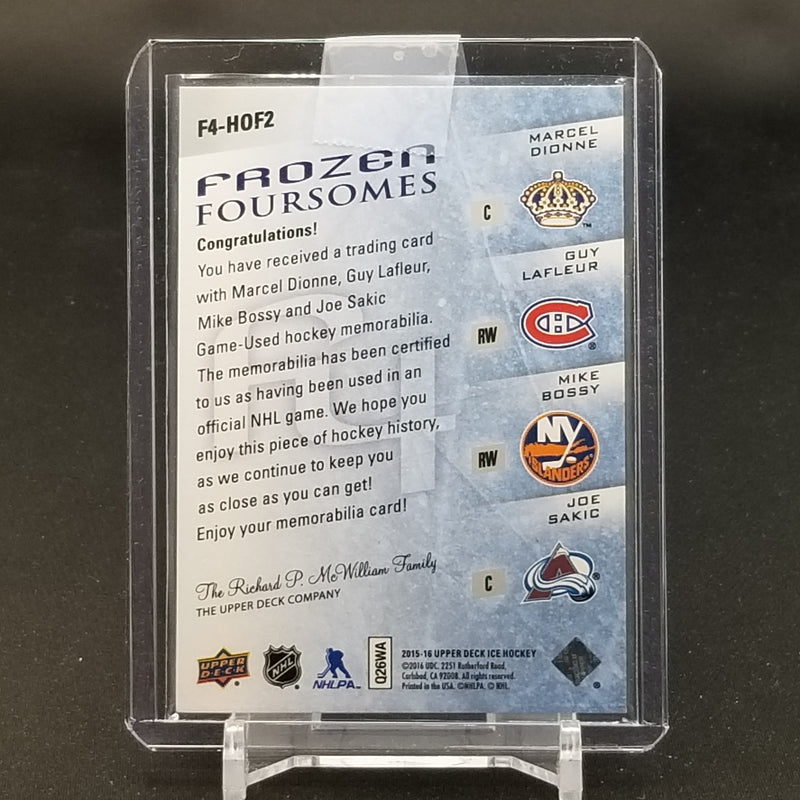 F4-HOF2
FROZEN
FOURSOMES
Congratulations!
You have received a trading card
with Marcel Dionne, Guy Lafleur,
Mike Bossy and Joe Sakic
Game-Used hockey memorabilia.
The memorabilia has been certified
to us as having been used in an
official NHL game. We hope you
enjoy this piece of hockey history,
as we continue to keep you
as close as you can get!
Enjoy your memorabilia card!
The Richard P. McWilliam Family
THE UPPER DECK COMPANY
MARCEL
DIONNE
C
™
GUY
LAFLEUR
RW
CH
®
MIKE
BOSSY
RW
NY
ISLANDERS
JOE
SAKIC
C
A
®
UPPER
D·E·C·K
NHL
NHLPA™
026WA
2015-16 UPPER DECK ICE HOCKEY
©2016 UDC. 2251 Rutherford Road,
Carlsbad, CA 92008. All rights reserved.
Printed in the USA. ©NHLPA. © NHL.
®